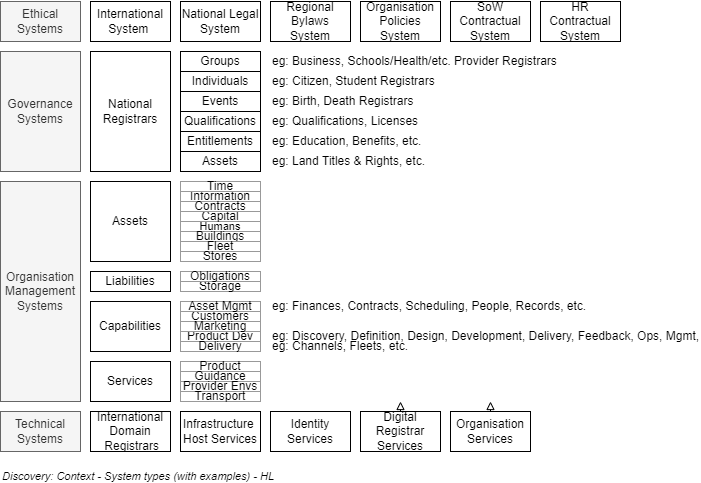 Ethical
Systems
International
System
National Legal
System
Regional
Bylaws
System
Organisation
Policies
System
SoW
Contractual
System
HR
Contractual
System
Governance
Systems
National
Registrars
Groups
eg: Business, Schools/Health/etc. Provider Registrars
Individuals
eg: Citizen, Student Registrars
Events
eg: Birth, Death Registrars
Qualifications
eg: Qualifications, Licenses
Entitlements
eg: Education, Benefits, etc.
Assets
eg: Land Titles & Rights, etc.
Organisation
Management
Systems
Assets
Time
Information
Contracts
Capital
Humans
Buildings
Fleet
Stores
Liabilities
Obligations
Storage
Capabilities
Asset Mgmt
eg: Finances, Contracts, Scheduling, People, Records, etc.
Customers
Marketing
Product Dev
eg: Discovery, Definition, Design, Development, Delivery, Feedback, Ops, Mgmt,
Delivery
eg: Channels, Fleets, etc.
Services
Product
Guidance
Provider Envs
Transport
Technical
Systems
International
Domain
Registrars
Infrastructure
Host Services
Identity
Services
Digital
Registrar
Services
Organisation
Services
Discovery: Context - System types (with examples) - HL